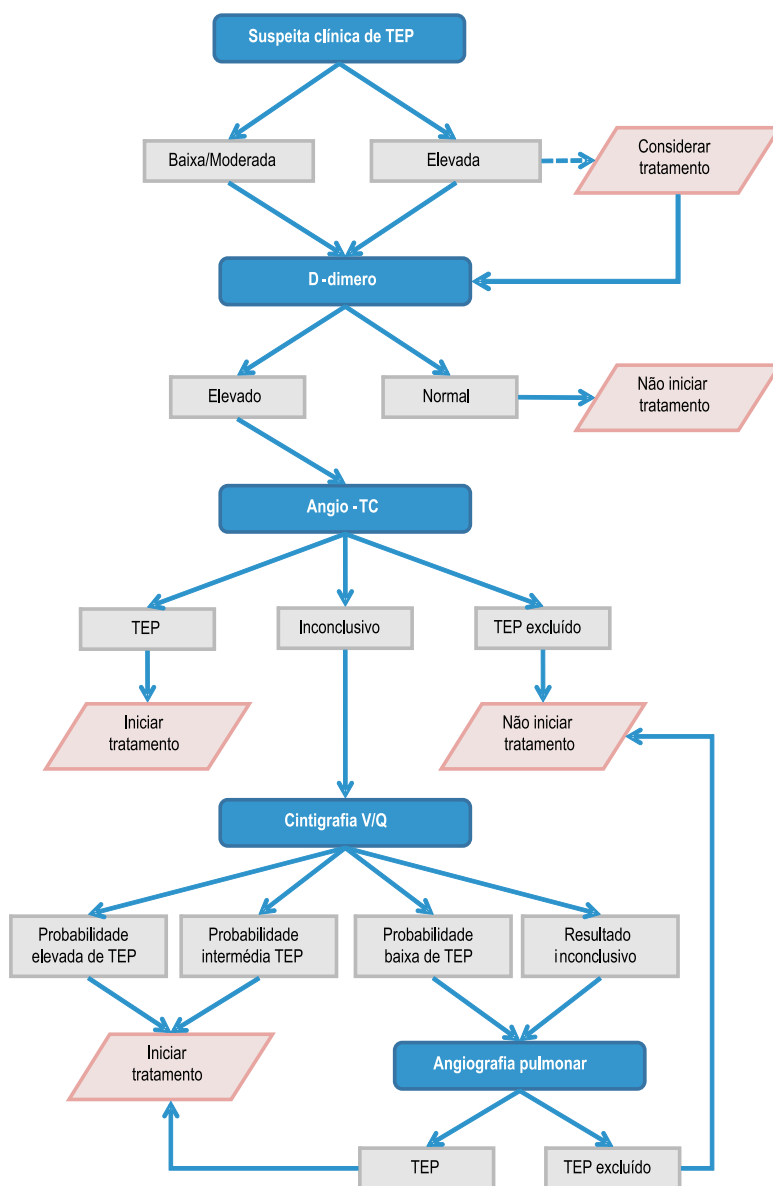 Suspeita clínica de TEP
Baixa/Moderada
Elevada
Considerar
tratamento
D-dimero
Elevado
Normal
Não iniciar
tratamento
Angio -TC
TEP
Inconclusivo
TEP excluído
Iniciar
tratamento
Não iniciar
tratamento
Cintigrafia V/Q
Probabilidade
elevada de TEP
Probabilidade
intermédia TEP
Probabilidade
baixa de TEP
Resultado
inconclusivo
Iniciar
tratamento
Angiografia pulmonar
TEP
TEP excluído